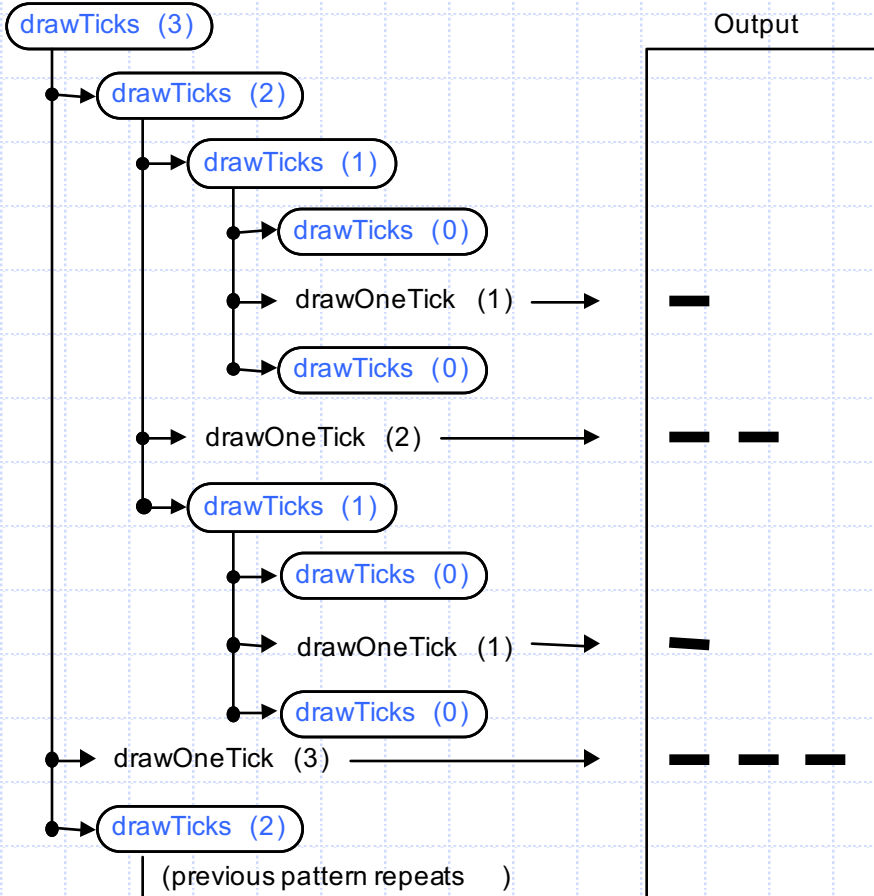 drawTicks (3)
Output
drawTicks (2)
drawTicks (1)
drawTicks (0)
drawOneTick (1)
drawTicks (0)
drawOneTick (2)
drawTicks (1)
drawTicks (0)
drawOneTick (1)
drawTicks (0)
drawOneTick (3)
drawTicks (2)
(previous pattern repeats )